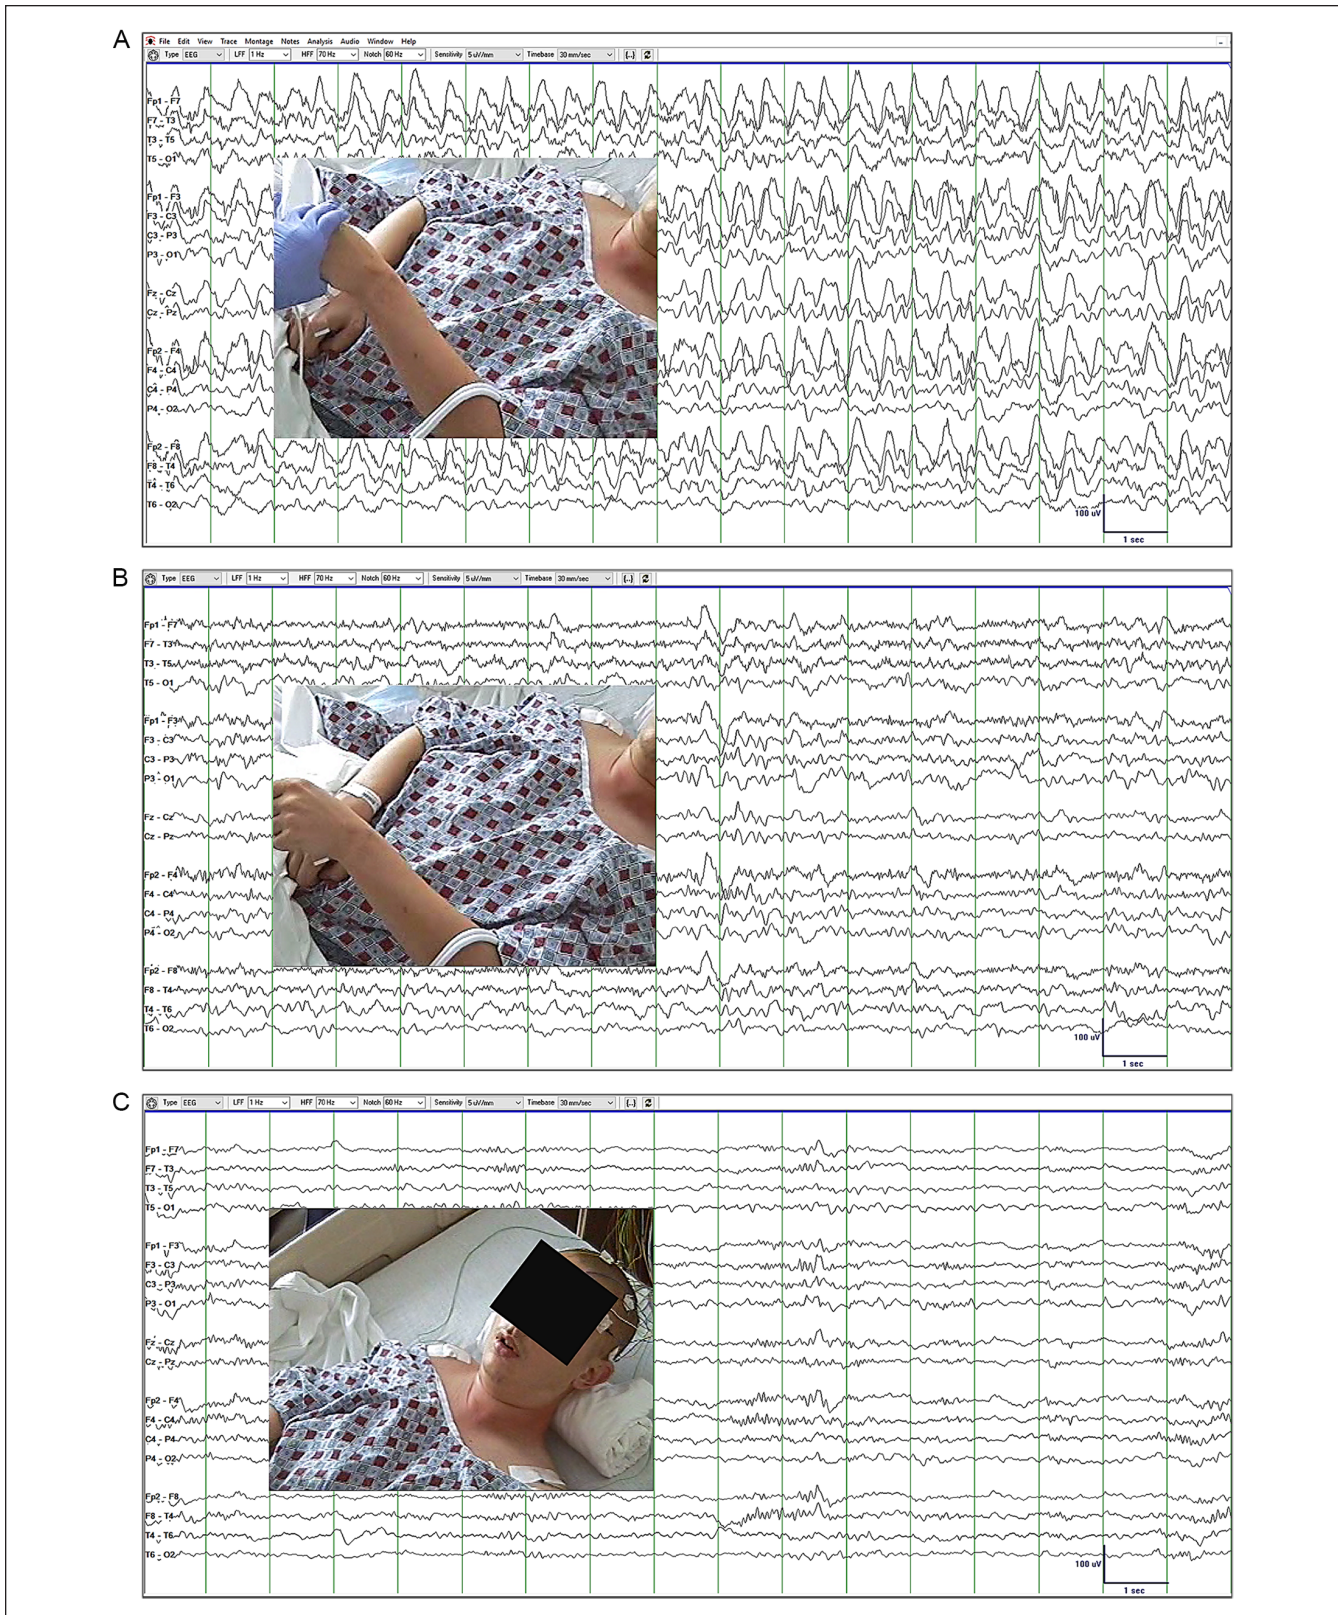 A
File Edit View Trace Montage Notes Analysis Audio Window Help
Type EEG LFF 1 Hz HFF 70 Hz Notch 60 Hz Sensitivity 5 uV/mm Timebase 30 mm/sec {..}
Fp1 - F7
F7 - T3
T3 - T5
T5 - O1
Fp1 - F3
F3 - C3
C3 - P3
P3 - O1
Fz - Cz
Cz - Pz
Fp2 - F4
F4 - C4
C4 - P4
P4 - O2
Fp2 - F8
F8 - T4
T4 - T6
T6 - O2
100 uV
1 sec
B
Type EEG LFF 1 Hz HFF 70 Hz Notch 60 Hz Sensitivity 5 uV/mm Timebase 30 mm/sec {..}
Fp1 - F7
F7 - T3
T3 - T5
T5 - O1
Fp1 - F3
F3 - C3
C3 - P3
P3 - O1
Fz - Cz
Cz - Pz
Fp2 - F4
F4 - C4
C4 - P4
P4 - O2
Fp2 - F8
F8 - T4
T4 - T6
T6 - O2
100 uV
1 sec
C
Type EEG LFF 1 Hz HFF 70 Hz Notch 60 Hz Sensitivity 5 uV/mm Timebase 30 mm/sec {..}
Fp1 - F7
F7 - T3
T3 - T5
T5 - O1
Fp1 - F3
F3 - C3
C3 - P3
P3 - O1
Fz - Cz
Cz - Pz
Fp2 - F4
F4 - C4
C4 - P4
P4 - O2
Fp2 - F8
F8 - T4
T4 - T6
T6 - O2
100 uV
1 sec